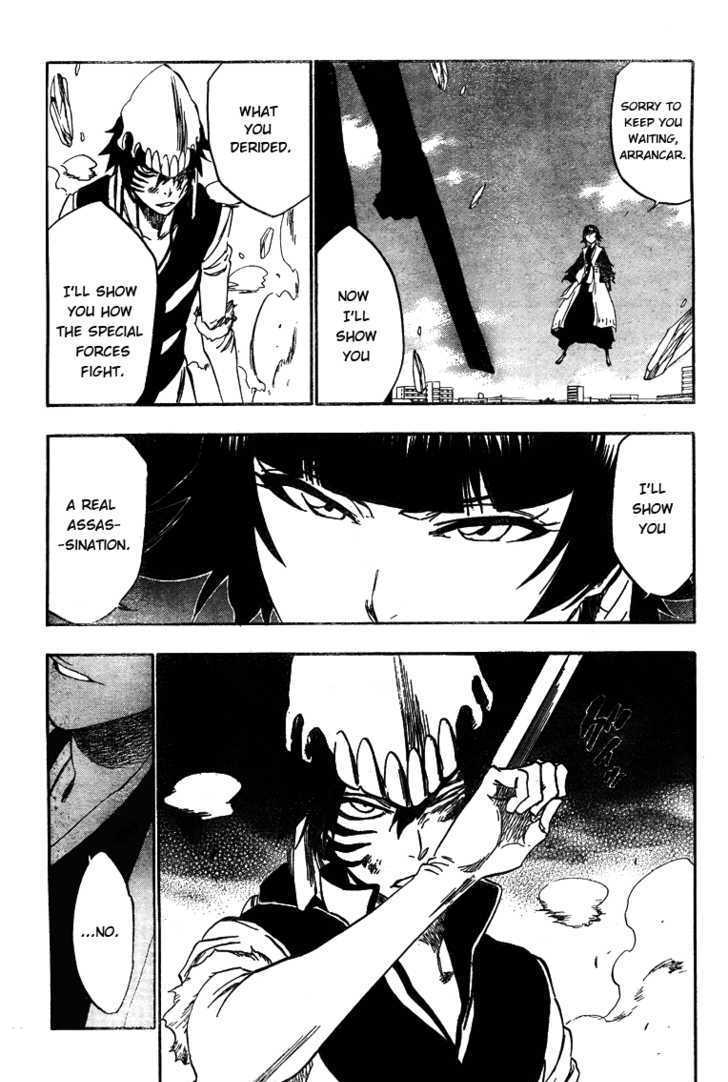 SORRY TO
KEEP YOU
WAITING,
ARRANCAR.
NOW
I'LL
SHOW
YOU
WHAT
YOU
DERIDED.
I'LL SHOW
YOU HOW
THE SPECIAL
FORCES
FIGHT.
I'LL
SHOW
YOU
A REAL
ASSAS-
-SINATION.
...NO.